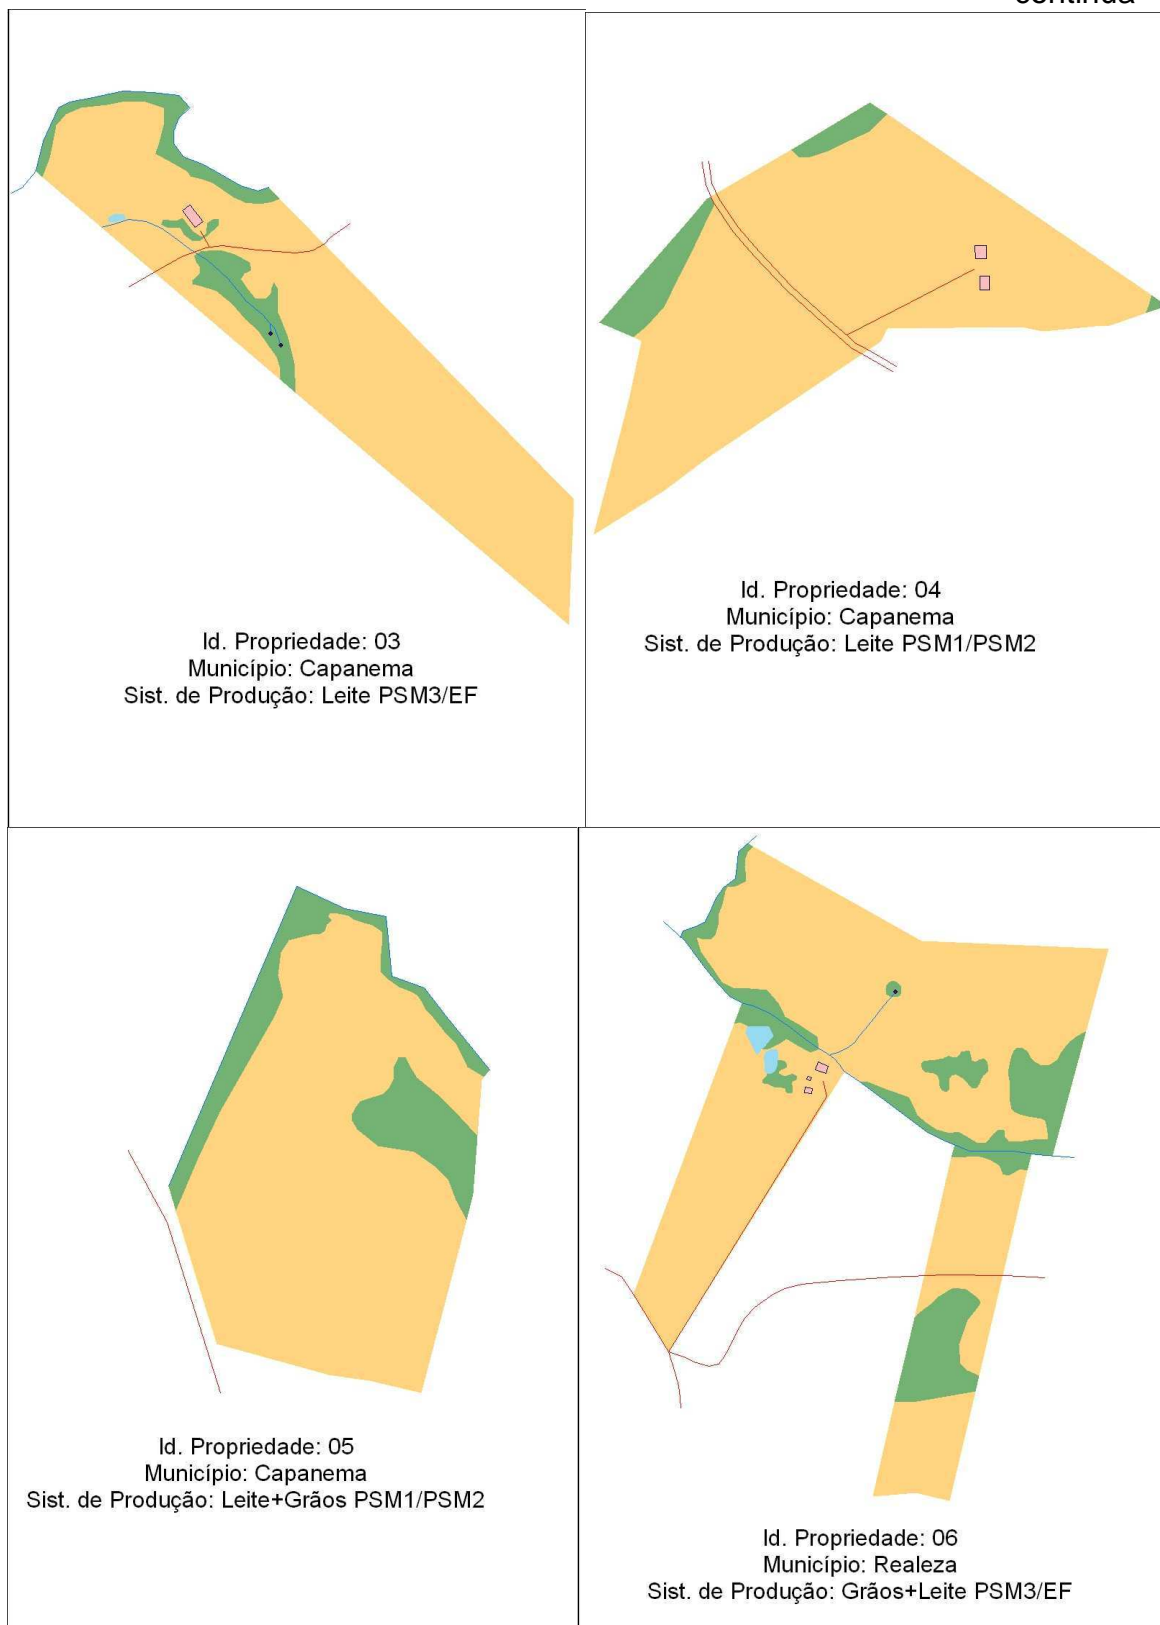 continua
Id. Propriedade: 03
Município: Capanema
Sist. de Produção: Leite PSM3/EF
Id. Propriedade: 04
Município: Capanema
Sist. de Produção: Leite PSM1/PSM2
Id. Propriedade: 05
Município: Capanema
Sist. de Produção: Leite+Grãos PSM1/PSM2
Id. Propriedade: 06
Município: Realeza
Sist. de Produção: Grãos+Leite PSM3/EF